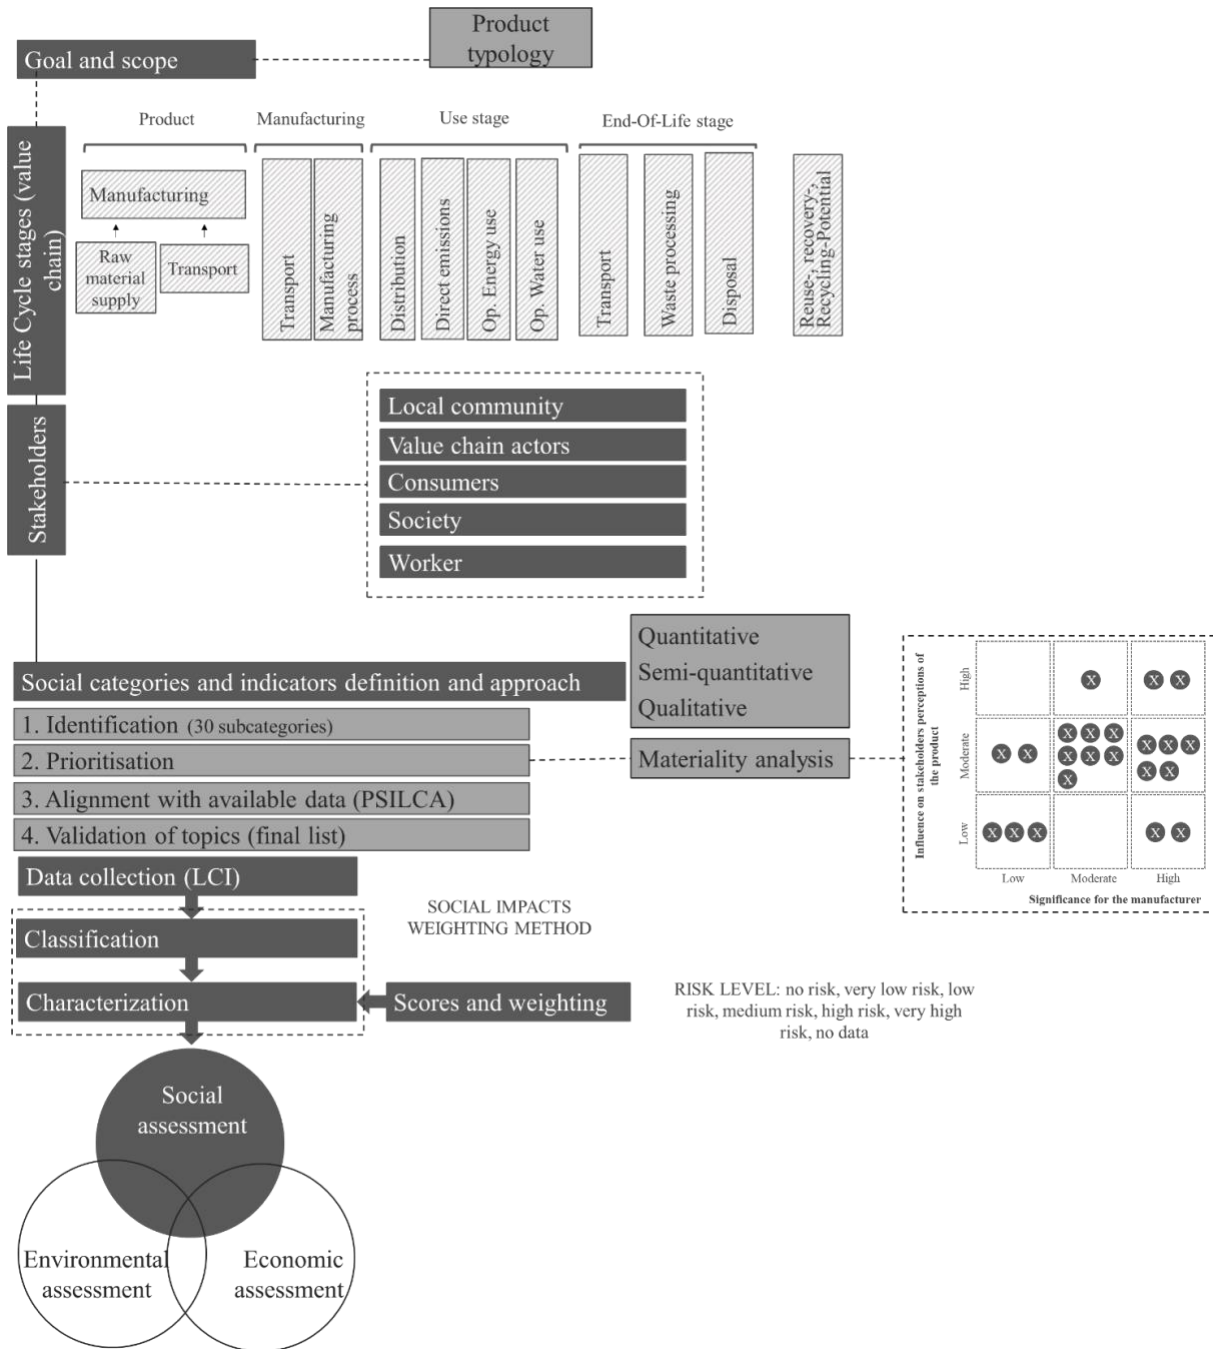 Product
typology
Goal and scope
Life Cycle stages (value
chain)
Product
Manufacturing
Use stage
End-Of-Life stage
Manufacturing
Raw
material
supply
Transport
Transport
Manufacturing
process
Distribution
Direct emissions
Op. Energy use
Op. Water use
Transport
Waste processing
Disposal
Reuse-, recovery-,
Recycling-Potential
Stakeholders
Local community
Value chain actors
Consumers
Society
Worker
Quantitative
Semi-quantitative
Qualitative
Social categories and indicators definition and approach
1. Identification (30 subcategories)
2. Prioritisation
3. Alignment with available data (PSILCA)
4. Validation of topics (final list)
Materiality analysis
Influence on stakeholders perceptions of
the product
High
Moderate
Low
X
X X
X X
X X X
X X X
X
X X X
X X
X X X
X X
Low
Moderate
High
Significance for the manufacturer
Data collection (LCI)
Classification
Characterization
SOCIAL IMPACTS
WEIGHTING METHOD
Scores and weighting
RISK LEVEL: no risk, very low risk, low
risk, medium risk, high risk, very high
risk, no data
Social
assessment
Environmental
assessment
Economic
assessment